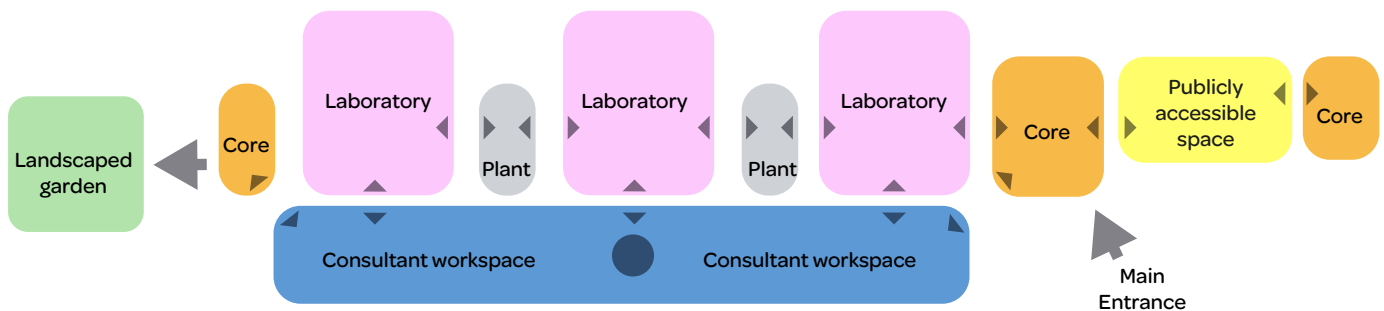 Landscaped
garden
Core
Laboratory
Plant
Laboratory
Plant
Laboratory
Core
Publicly
accessible
space
Core
Consultant workspace
Consultant workspace
Main
Entrance